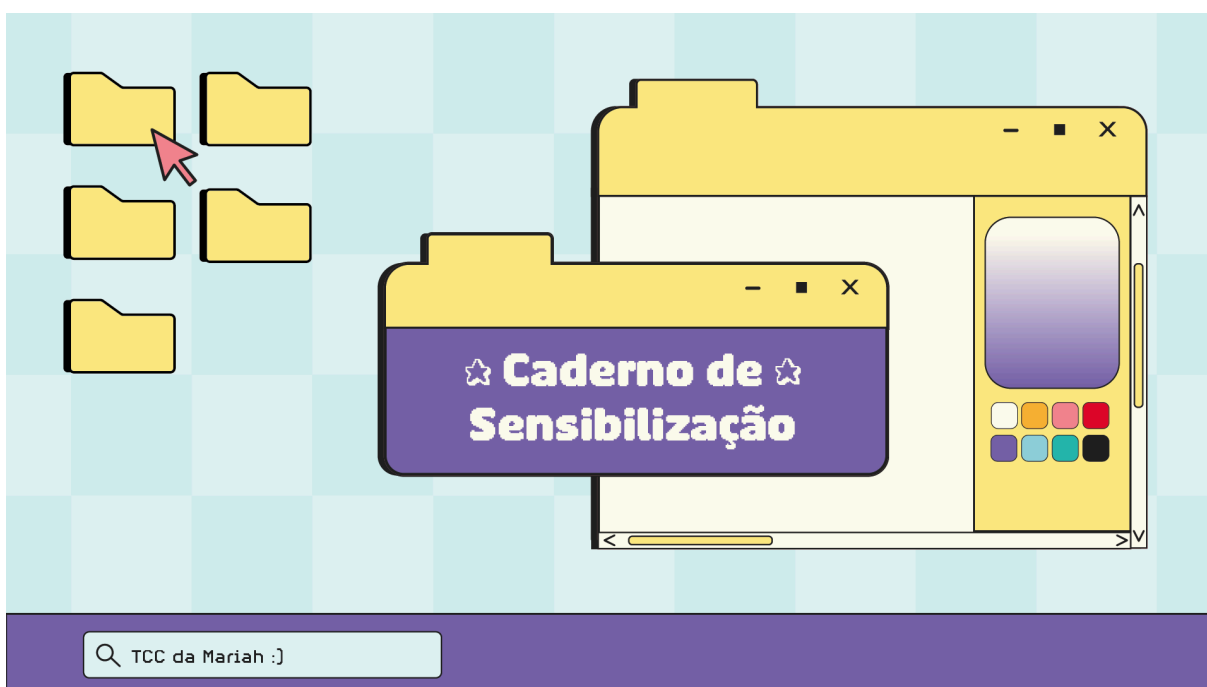 ☆ Caderno de ☆
Sensibilização
TCC da Mariah :)